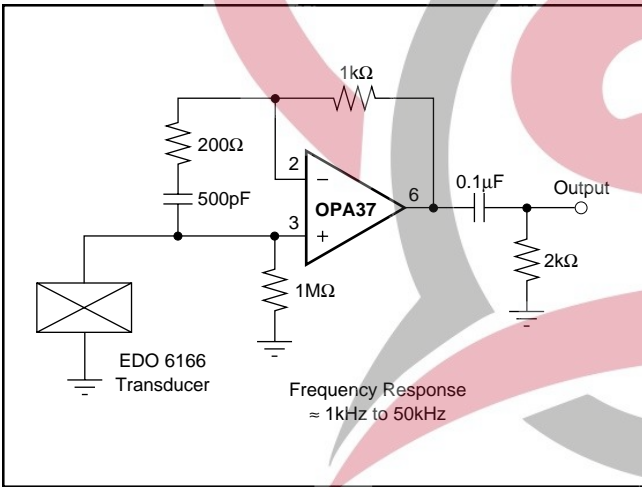 1kΩ
200Ω
2
500pF
OPA37
6
0.1µF
Output
3
2kΩ
1MΩ
EDO 6166
Transducer
Frequency Response
≈ 1kHz to 50kHz